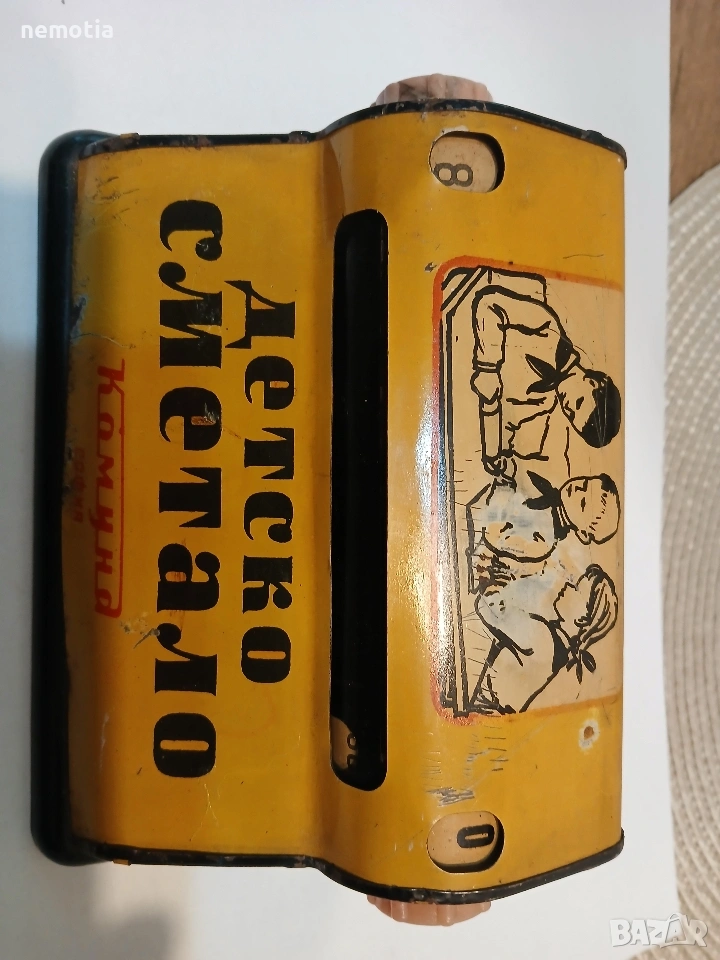 nemotia
8
0
детско
сметало
Комуна
BAZAR